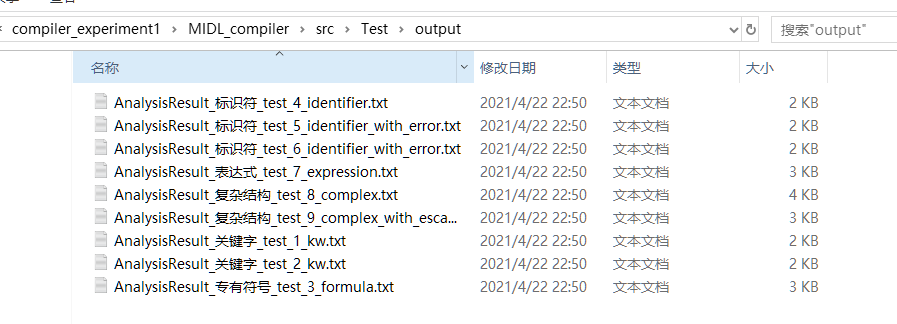 compiler_experiment1 › MIDL_compiler › src › Test › output 搜索"output"
名称 修改日期 类型 大小
AnalysisResult_标识符_test_4_identifier.txt 2021/4/22 22:50 文本文档 2 KB
AnalysisResult_标识符_test_5_identifier_with_error.txt 2021/4/22 22:50 文本文档 2 KB
AnalysisResult_标识符_test_6_identifier_with_error.txt 2021/4/22 22:50 文本文档 2 KB
AnalysisResult_表达式_test_7_expression.txt 2021/4/22 22:50 文本文档 3 KB
AnalysisResult_复杂结构_test_8_complex.txt 2021/4/22 22:50 文本文档 4 KB
AnalysisResult_复杂结构_test_9_complex_with_esca... 2021/4/22 22:50 文本文档 3 KB
AnalysisResult_关键字_test_1_kw.txt 2021/4/22 22:50 文本文档 2 KB
AnalysisResult_关键字_test_2_kw.txt 2021/4/22 22:50 文本文档 2 KB
AnalysisResult_专有符号_test_3_formula.txt 2021/4/22 22:50 文本文档 3 KB